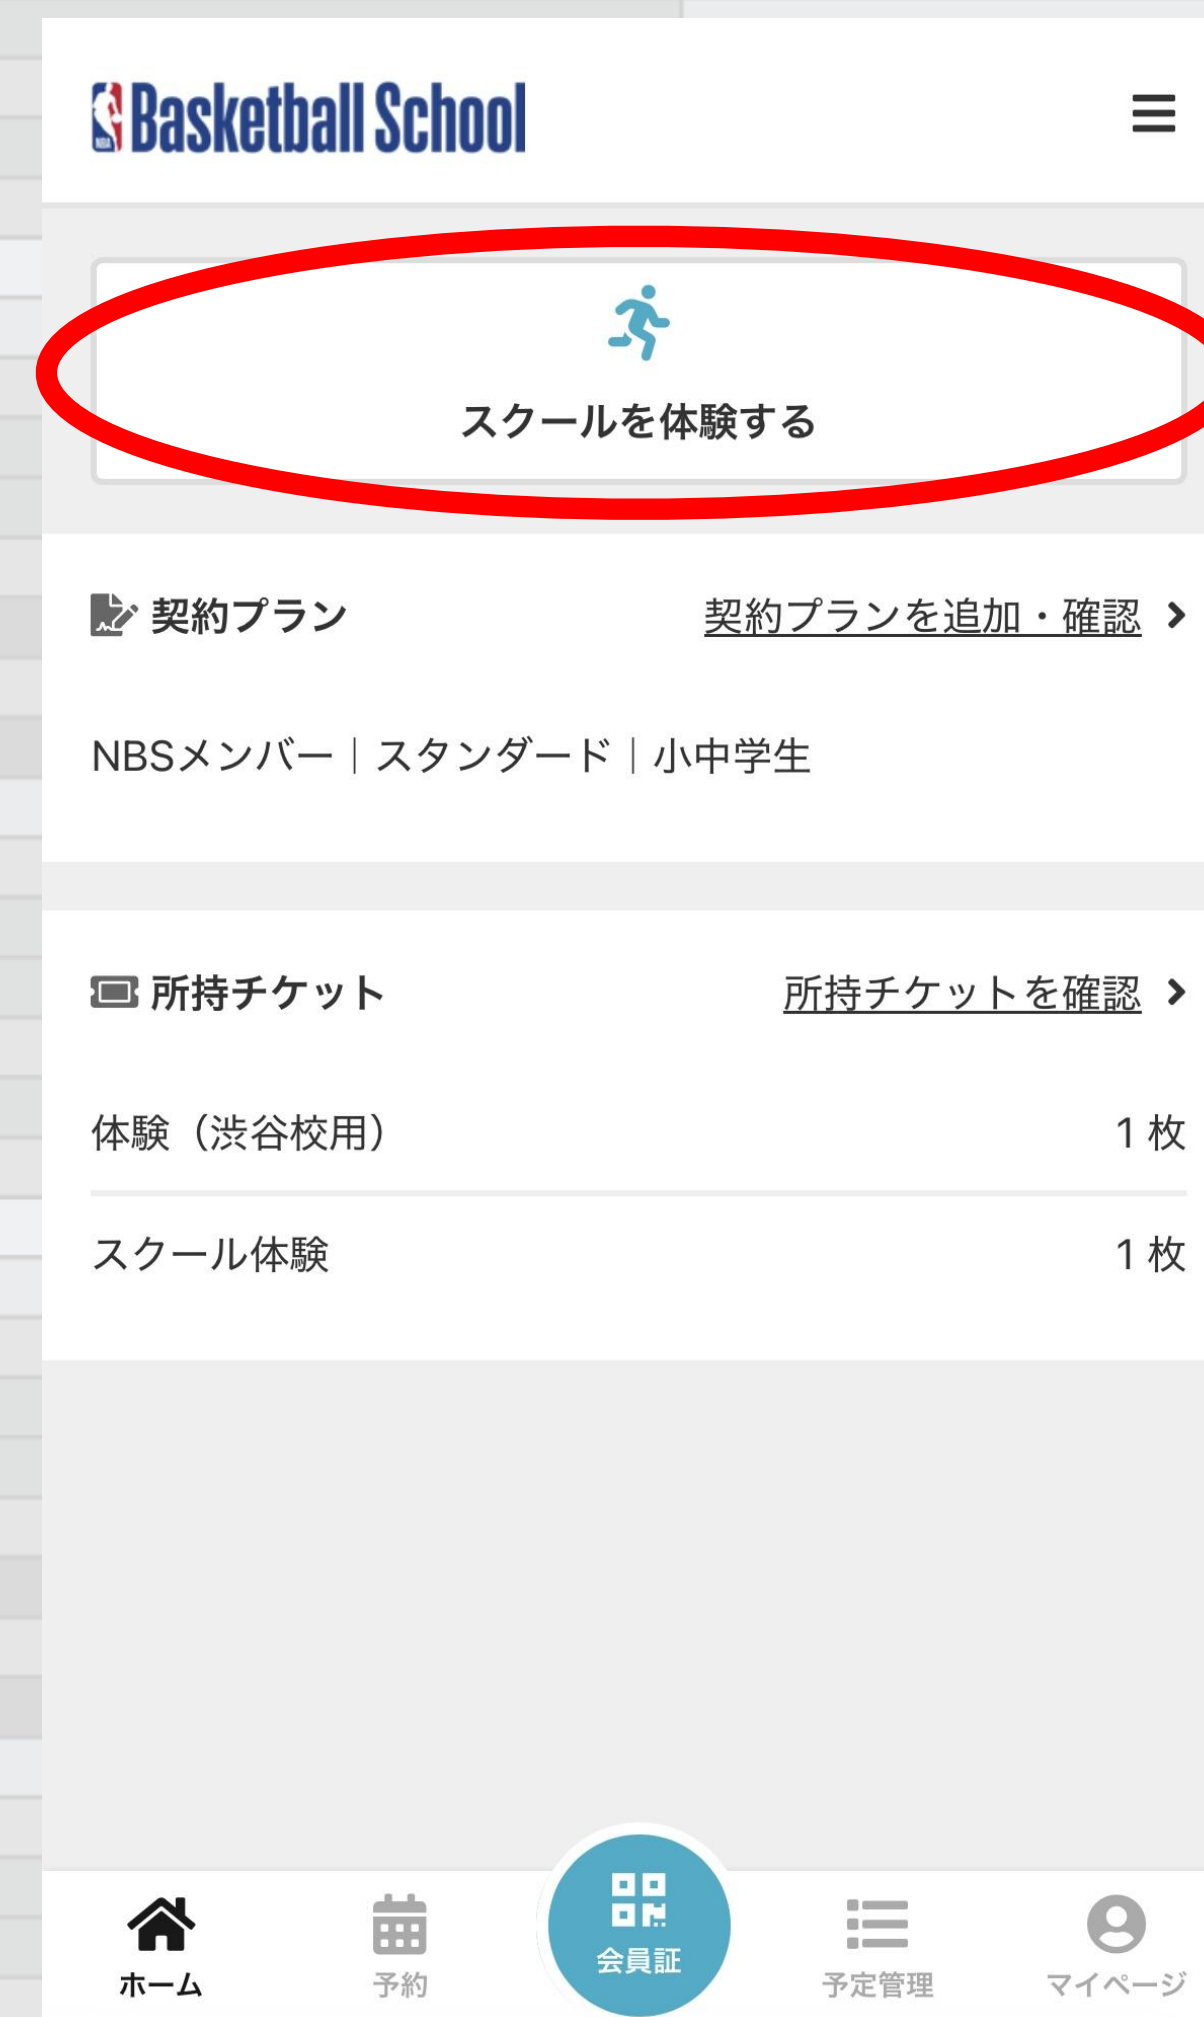 NBA Basketball School
スクールを体験する
契約プラン 契約プランを追加・確認
NBSメンバー｜スタンダード｜小中学生
所持チケット 所持チケットを確認
体験（渋谷校用） 1 枚
スクール体験 1 枚
ホーム 予約 会員証 予定管理 マイページ